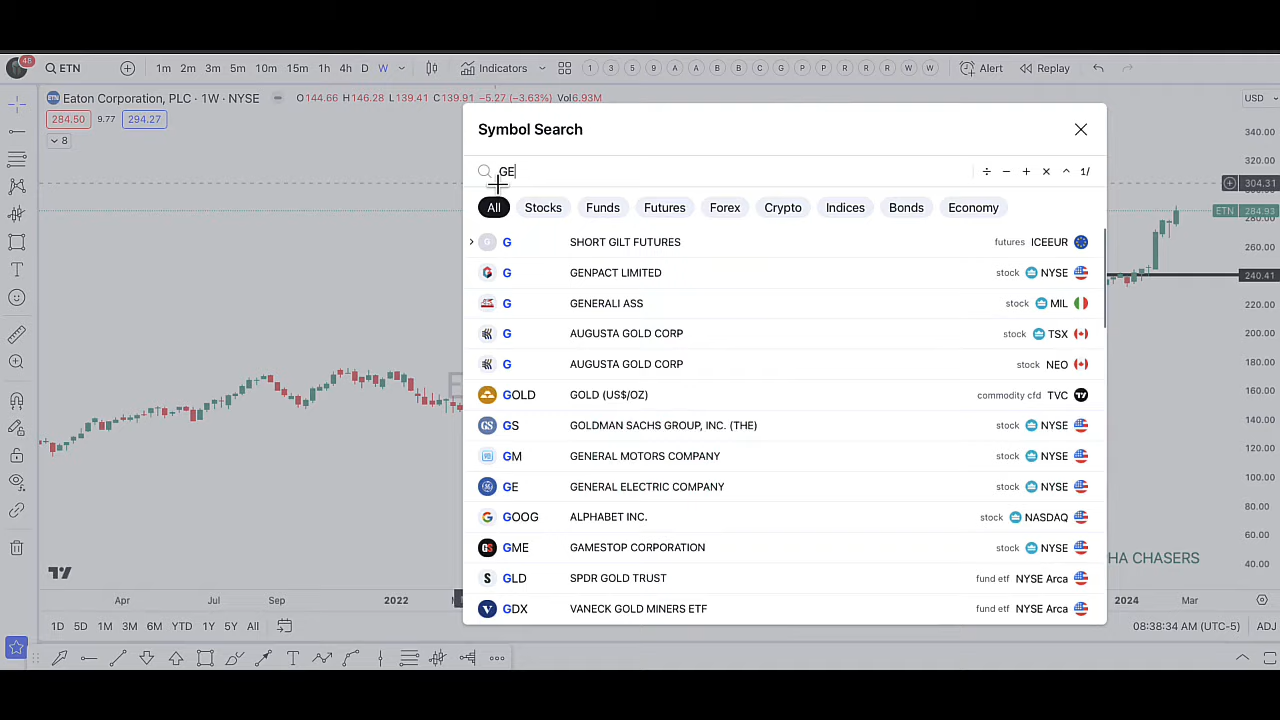 48
ETN
1m 2m 3m 5m 10m 15m 1h 4h D W
Indicators
1 3 5 9 A A B B C G P P R R R W W
Alert
Replay
Eaton Corporation, PLC · 1W · NYSE
O144.66 H146.28 L139.41 C139.91 −5.27 (−3.63%) Vol6.93M
USD
284.50 9.77 294.27
8
Symbol Search
GE
÷ − + × ^ 1/
All Stocks Funds Futures Forex Crypto Indices Bonds Economy
G SHORT GILT FUTURES futures ICEEUR
G GENPACT LIMITED stock NYSE
G GENERALI ASS stock MIL
G AUGUSTA GOLD CORP stock TSX
G AUGUSTA GOLD CORP stock NEO
GOLD GOLD (US$/OZ) commodity cfd TVC
GS GOLDMAN SACHS GROUP, INC. (THE) stock NYSE
GM GENERAL MOTORS COMPANY stock NYSE
GE GENERAL ELECTRIC COMPANY stock NYSE
GOOG ALPHABET INC. stock NASDAQ
GME GAMESTOP CORPORATION stock NYSE
GLD SPDR GOLD TRUST fund etf NYSE Arca
GDX VANECK GOLD MINERS ETF fund etf NYSE Arca
340.00
320.00
304.31
ETN 284.93
260.00
240.41
220.00
200.00
180.00
160.00
140.00
120.00
100.00
80.00
60.00
40.00
HA CHASERS
Apr Jul Sep 2022 2024 Mar
1D 5D 1M 3M 6M YTD 1Y 5Y All
08:38:34 AM (UTC-5) ADJ